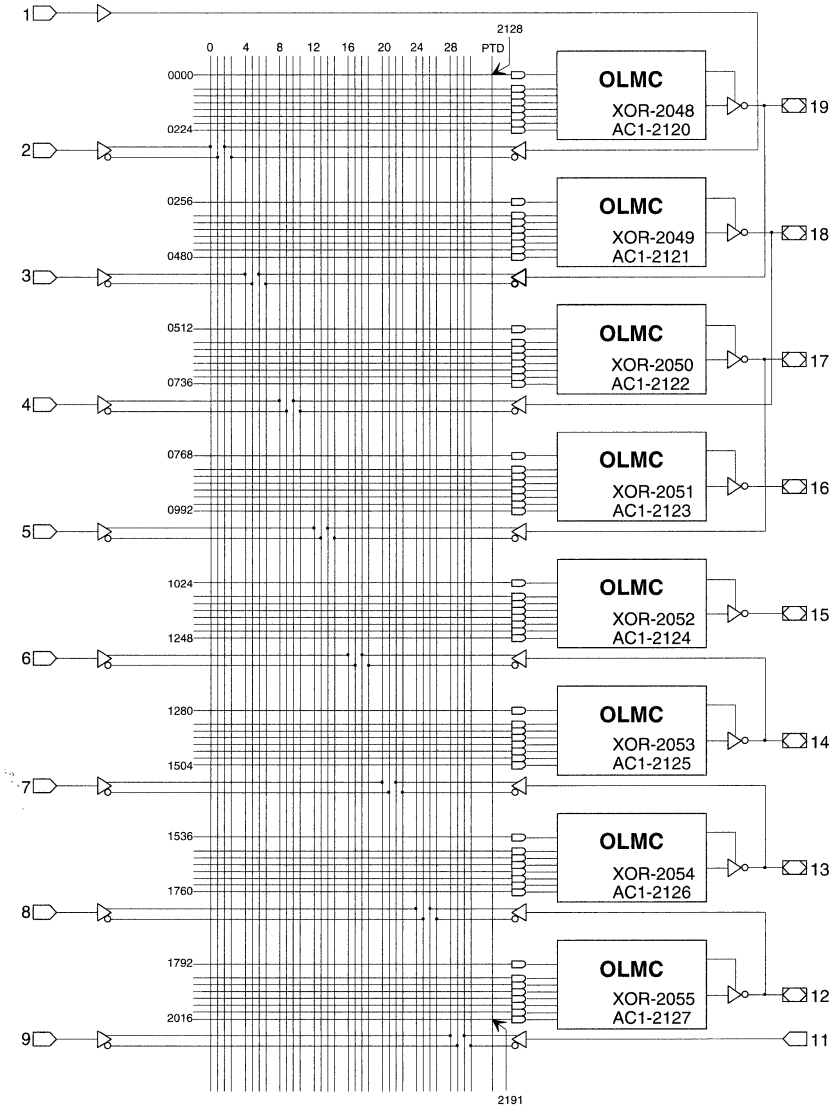 1
2128
0 4 8 12 16 20 24 28 PTD
0000
OLMC
XOR-2048
19
AC1-2120
0224
2
0256
OLMC
XOR-2049
18
AC1-2121
0480
3
0512
OLMC
XOR-2050
17
AC1-2122
0736
4
0768
OLMC
XOR-2051
16
AC1-2123
0992
5
1024
OLMC
XOR-2052
15
AC1-2124
1248
6
1280
OLMC
XOR-2053
14
AC1-2125
1504
7
1536
OLMC
XOR-2054
13
AC1-2126
1760
8
1792
OLMC
XOR-2055
12
AC1-2127
2016
9
11
2191